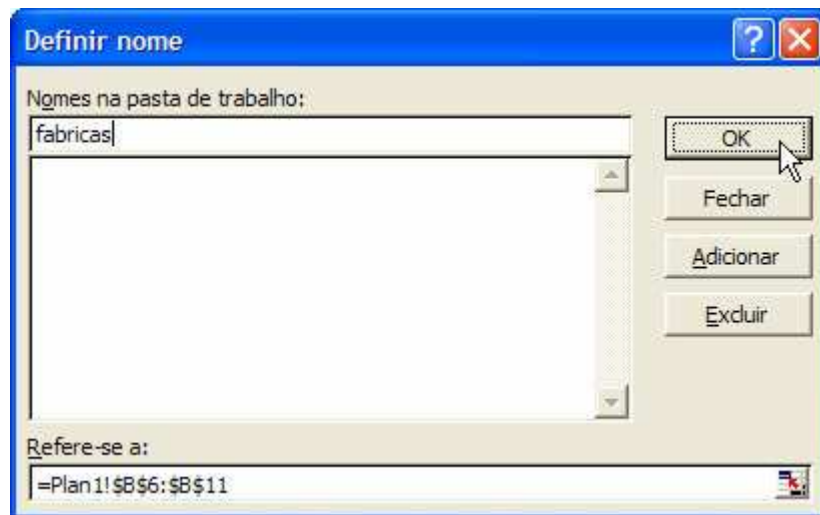 Definir nome
Nomes na pasta de trabalho:
fabricas
OK
Fechar
Adicionar
Excluir
Refere-se a:
=Plan1!$B$6:$B$11